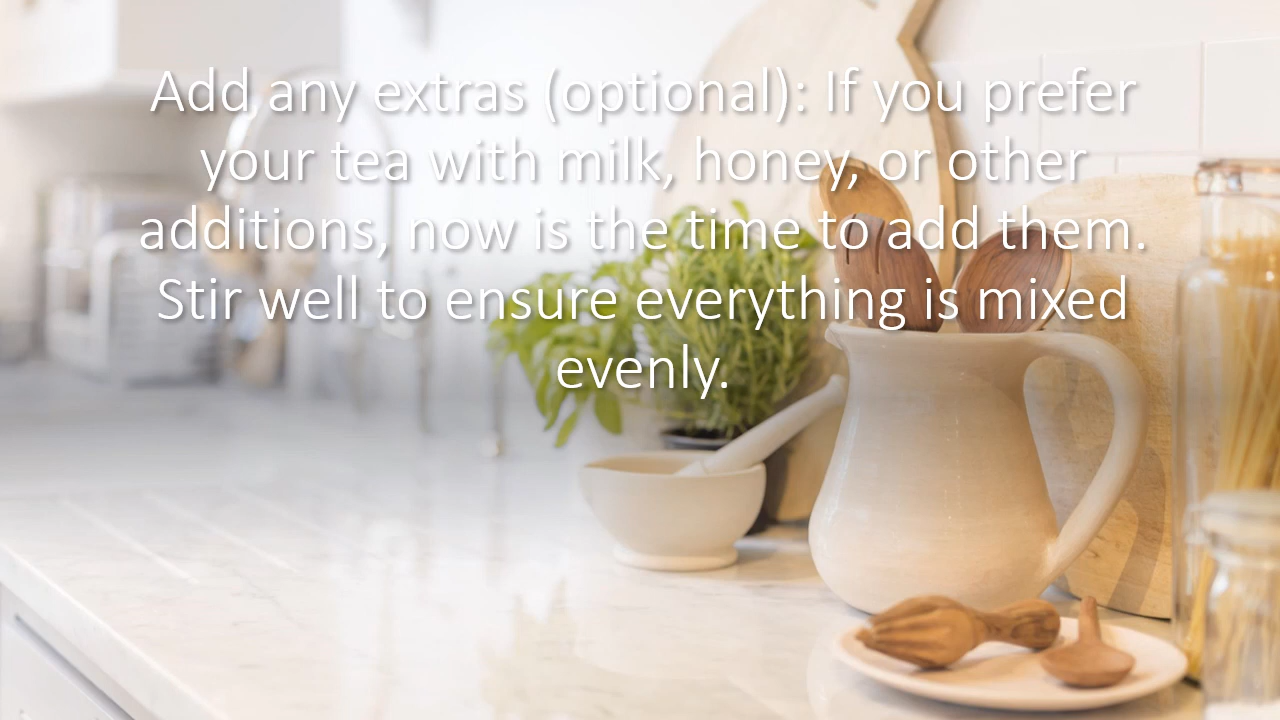 Add any extras (optional): If you prefer
your tea with milk, honey, or other
additions, now is the time to add them.
Stir well to ensure everything is mixed
evenly.